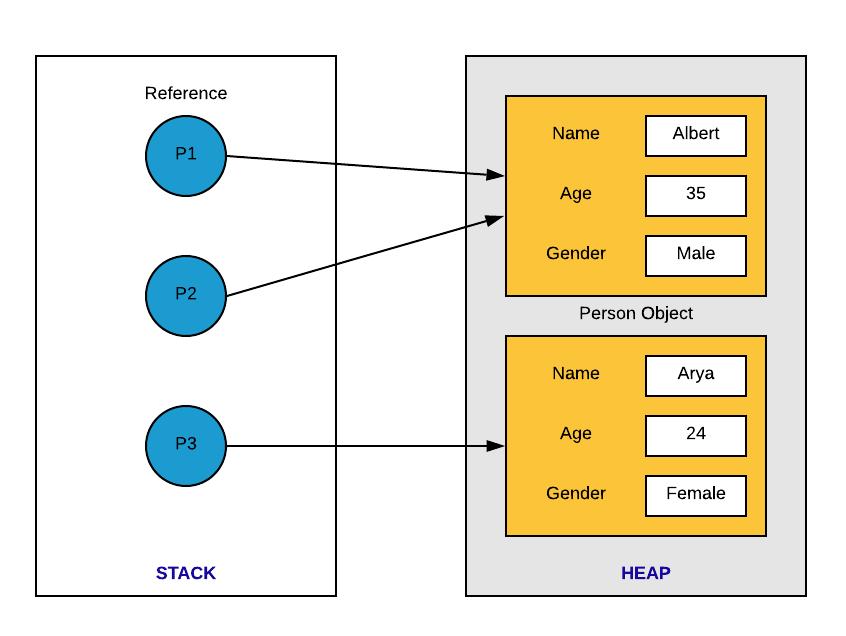 Reference
P1
P2
P3
STACK
Name Albert
Age 35
Gender Male
Person Object
Name Arya
Age 24
Gender Female
HEAP